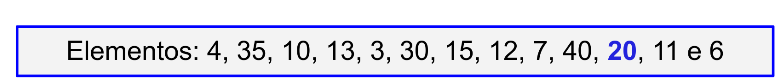 Elementos: 4, 35, 10, 13, 3, 30, 15, 12, 7, 40, 20, 11 e 6